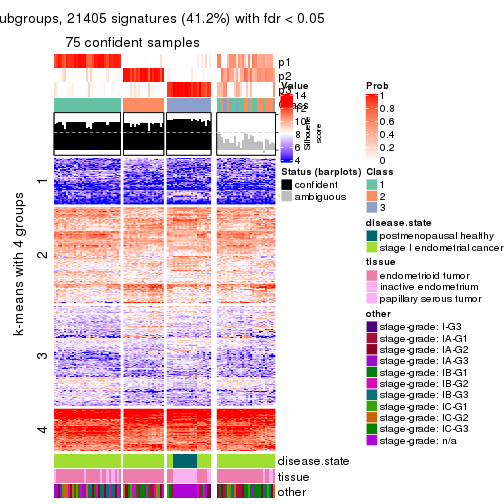 ubgroups, 21405 signatures (41.2%) with fdr < 0.05
75 confident samples
p1
p2
p3
Class
k-means with 4 groups
1
2
3
4
Value
14
12
10
8
6
4
Silhouette
score
Status (barplots)
confident
ambiguous
Prob
1
0.8
0.6
0.4
0.2
0
Class
1
2
3
disease.state
postmenopausal healthy
stage I endometrial cancer
tissue
endometrioid tumor
inactive endometrium
papillary serous tumor
other
stage-grade: I-G3
stage-grade: IA-G1
stage-grade: IA-G2
stage-grade: IA-G3
stage-grade: IB-G1
stage-grade: IB-G2
stage-grade: IB-G3
stage-grade: IC-G1
stage-grade: IC-G2
stage-grade: IC-G3
stage-grade: n/a
disease.state
tissue
other